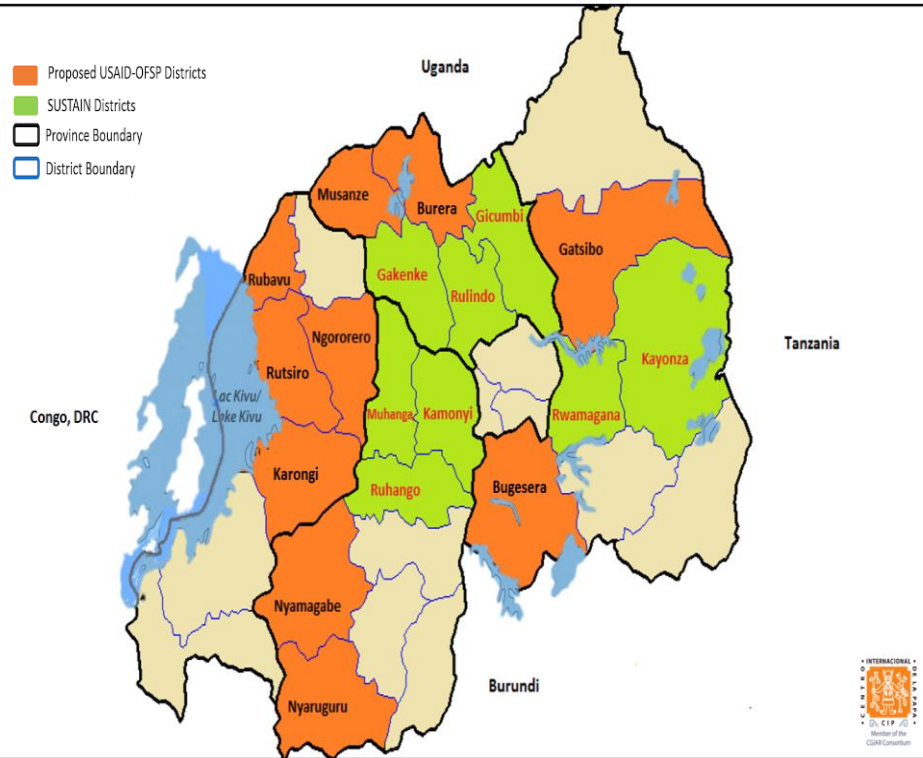 Uganda
Proposed USAID-OFSP Districts
SUSTAIN Districts
Province Boundary
District Boundary
Musanze
Burera
Gicumbi
Gatsibo
Rubavu
Gakenke
Rulindo
Ngororero
Rutsiro
Kayonza
Tanzania
Lac Kivu/
Lake Kivu
Congo, DRC
Muhanga
Kamonyi
Rwamagana
Karongi
Ruhango
Bugesera
Nyamagabe
Burundi
Nyaruguru
CENTRO INTERNACIONAL DE LA PAPA
CIP
Member of the
CGIAR Consortium